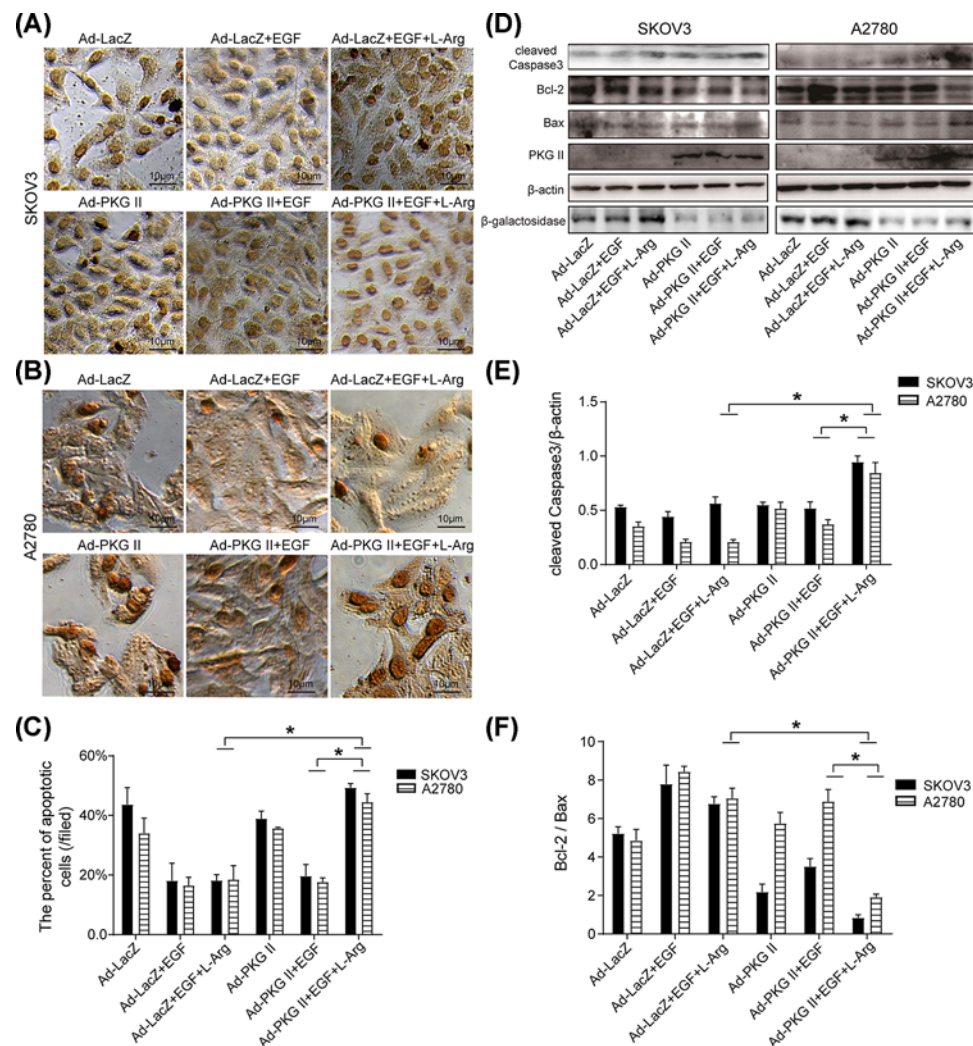 (A)
Ad-LacZ Ad-LacZ+EGF Ad-LacZ+EGF+L-Arg
10μm 10μm 10μm
SKOV3
Ad-PKG II Ad-PKG II+EGF Ad-PKG II+EGF+L-Arg
10μm 10μm 10μm
(B)
Ad-LacZ Ad-LacZ+EGF Ad-LacZ+EGF+L-Arg
10μm 10μm 10μm
A2780
Ad-PKG II Ad-PKG II+EGF Ad-PKG II+EGF+L-Arg
10μm 10μm 10μm
(C)
The percent of apoptotic
cells (/filed)
60%
40%
20%
0.0
* *
SKOV3
A2780
Ad-LacZ
Ad-LacZ+EGF
Ad-LacZ+EGF+L-Arg
Ad-PKG II
Ad-PKG II+EGF
Ad-PKG II+EGF+L-Arg
(D)
SKOV3 A2780
cleaved
Caspase3
Bcl-2
Bax
PKG II
β-actin
β-galactosidase
Ad-LacZ
Ad-LacZ+EGF
Ad-LacZ+EGF+L-Arg
Ad-PKG II
Ad-PKG II+EGF
Ad-PKG II+EGF+L-Arg
Ad-LacZ
Ad-LacZ+EGF
Ad-LacZ+EGF+L-Arg
Ad-PKG II
Ad-PKG II+EGF
Ad-PKG II+EGF+L-Arg
(E)
cleaved Caspase3/β-actin
1.5
1.0
0.5
0.0
* *
SKOV3
A2780
Ad-LacZ
Ad-LacZ+EGF
Ad-LacZ+EGF+L-Arg
Ad-PKG II
Ad-PKG II+EGF
Ad-PKG II+EGF+L-Arg
(F)
Bcl-2 / Bax
10
8
6
4
2
0
* *
SKOV3
A2780
Ad-LacZ
Ad-LacZ+EGF
Ad-LacZ+EGF+L-Arg
Ad-PKG II
Ad-PKG II+EGF
Ad-PKG II+EGF+L-Arg